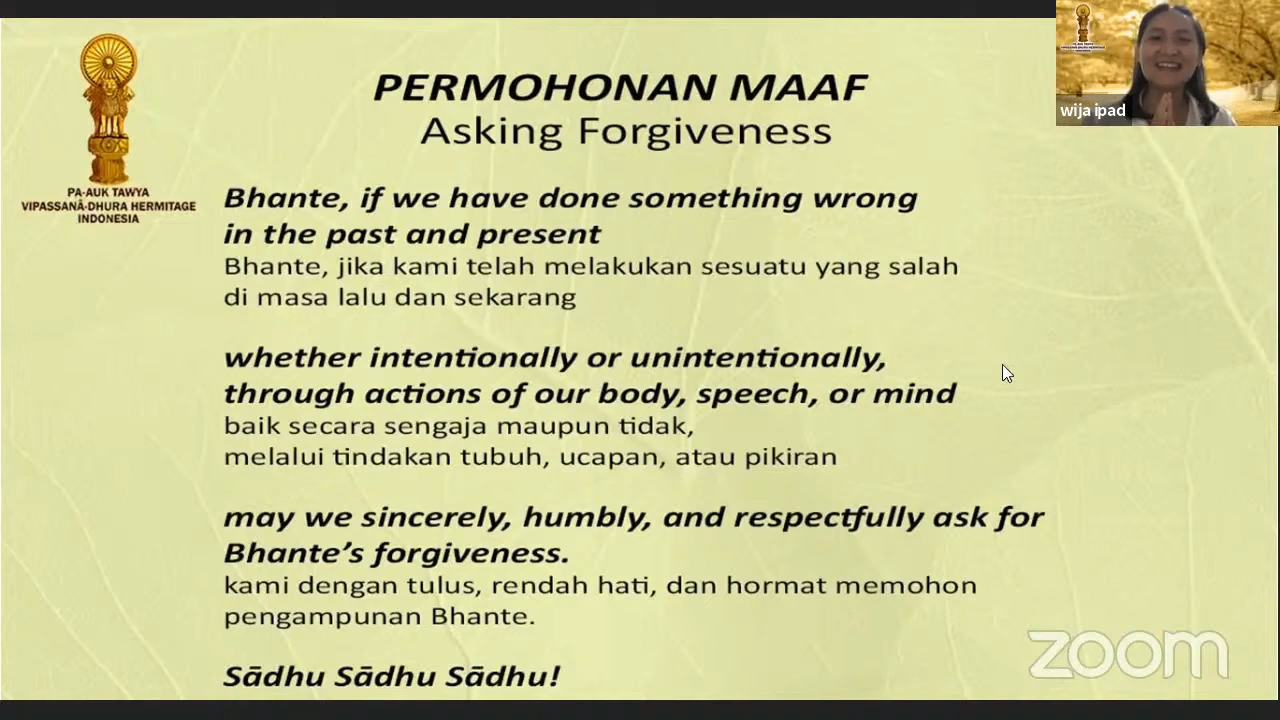 PERMOHONAN MAAF
Asking Forgiveness
PA-AUK TAWYA
VIPASSANĀ-DHURA HERMITAGE
INDONESIA
Bhante, if we have done something wrong
in the past and present
Bhante, jika kami telah melakukan sesuatu yang salah
di masa lalu dan sekarang
whether intentionally or unintentionally,
through actions of our body, speech, or mind
baik secara sengaja maupun tidak,
melalui tindakan tubuh, ucapan, atau pikiran
may we sincerely, humbly, and respectfully ask for
Bhante’s forgiveness.
kami dengan tulus, rendah hati, dan hormat memohon
pengampunan Bhante.
Sādhu Sādhu Sādhu!
wija ipad
zoom